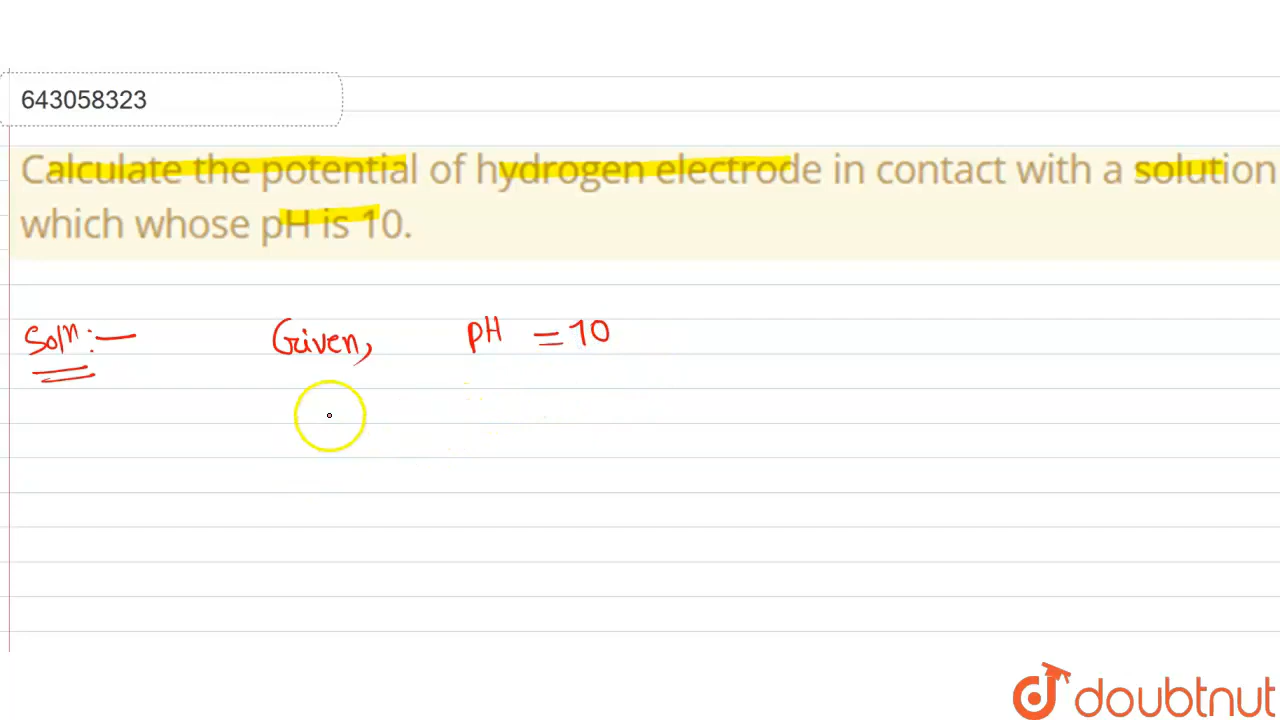 643058323
Calculate the potential of hydrogen electrode in contact with a solution
which whose pH is 10.
Solⁿ:— Given, PH = 10
doubtnut